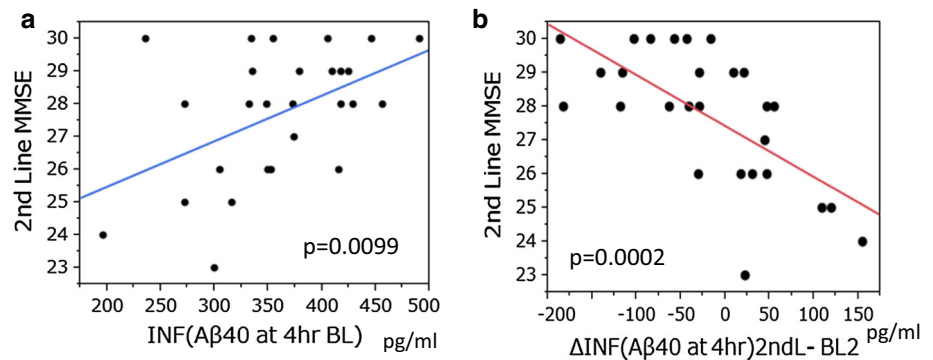 a
2nd Line MMSE
30
29
28
27
26
25
24
23
p=0.0099
200 250 300 350 400 450 500
INF(Aβ40 at 4hr BL) pg/ml
b
2nd Line MMSE
30
29
28
27
26
25
24
23
p=0.0002
-200 -100 -50 0 50 100 150
ΔINF(Aβ40 at 4hr)2ndL- BL2 pg/ml